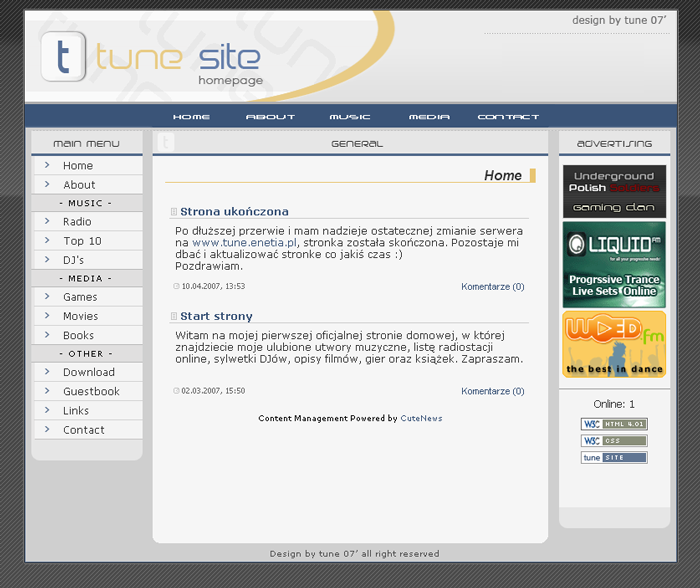 design by tune 07'
t tune site
homepage
HOME ABOUT MUSIC MEDIA CONTACT
MAIN MENU
Home
About
- MUSIC -
Radio
Top 10
DJ's
- MEDIA -
Games
Movies
Books
- OTHER -
Download
Guestbook
Links
Contact
t GENERAL
Home
Strona ukończona
Po dłuższej przerwie i mam nadzieje ostatecznej zmianie serwera
na www.tune.enetia.pl, stronka została skończona. Pozostaje mi
dbać i aktualizować stronke co jakiś czas :)
Pozdrawiam.
10.04.2007, 13:53 Komentarze (0)
Start strony
Witam na mojej pierwszej oficjalnej stronie domowej, w której
znajdziecie moje ulubione utwory muzyczne, listę radiostacji
online, sylwetki DJów, opisy filmów, gier oraz książek. Zapraszam.
02.03.2007, 15:50 Komentarze (0)
Content Management Powered by CuteNews
ADVERTISING
Underground
Polish Soldiers
Gaming clan
LIQUID FM
for all your progressive needs!
Progrssive Trance
Live Sets Online
WARED fm
the best in dance
Online: 1
W3C HTML 4.01
W3C CSS
tune SITE
Design by tune 07' all right reserved